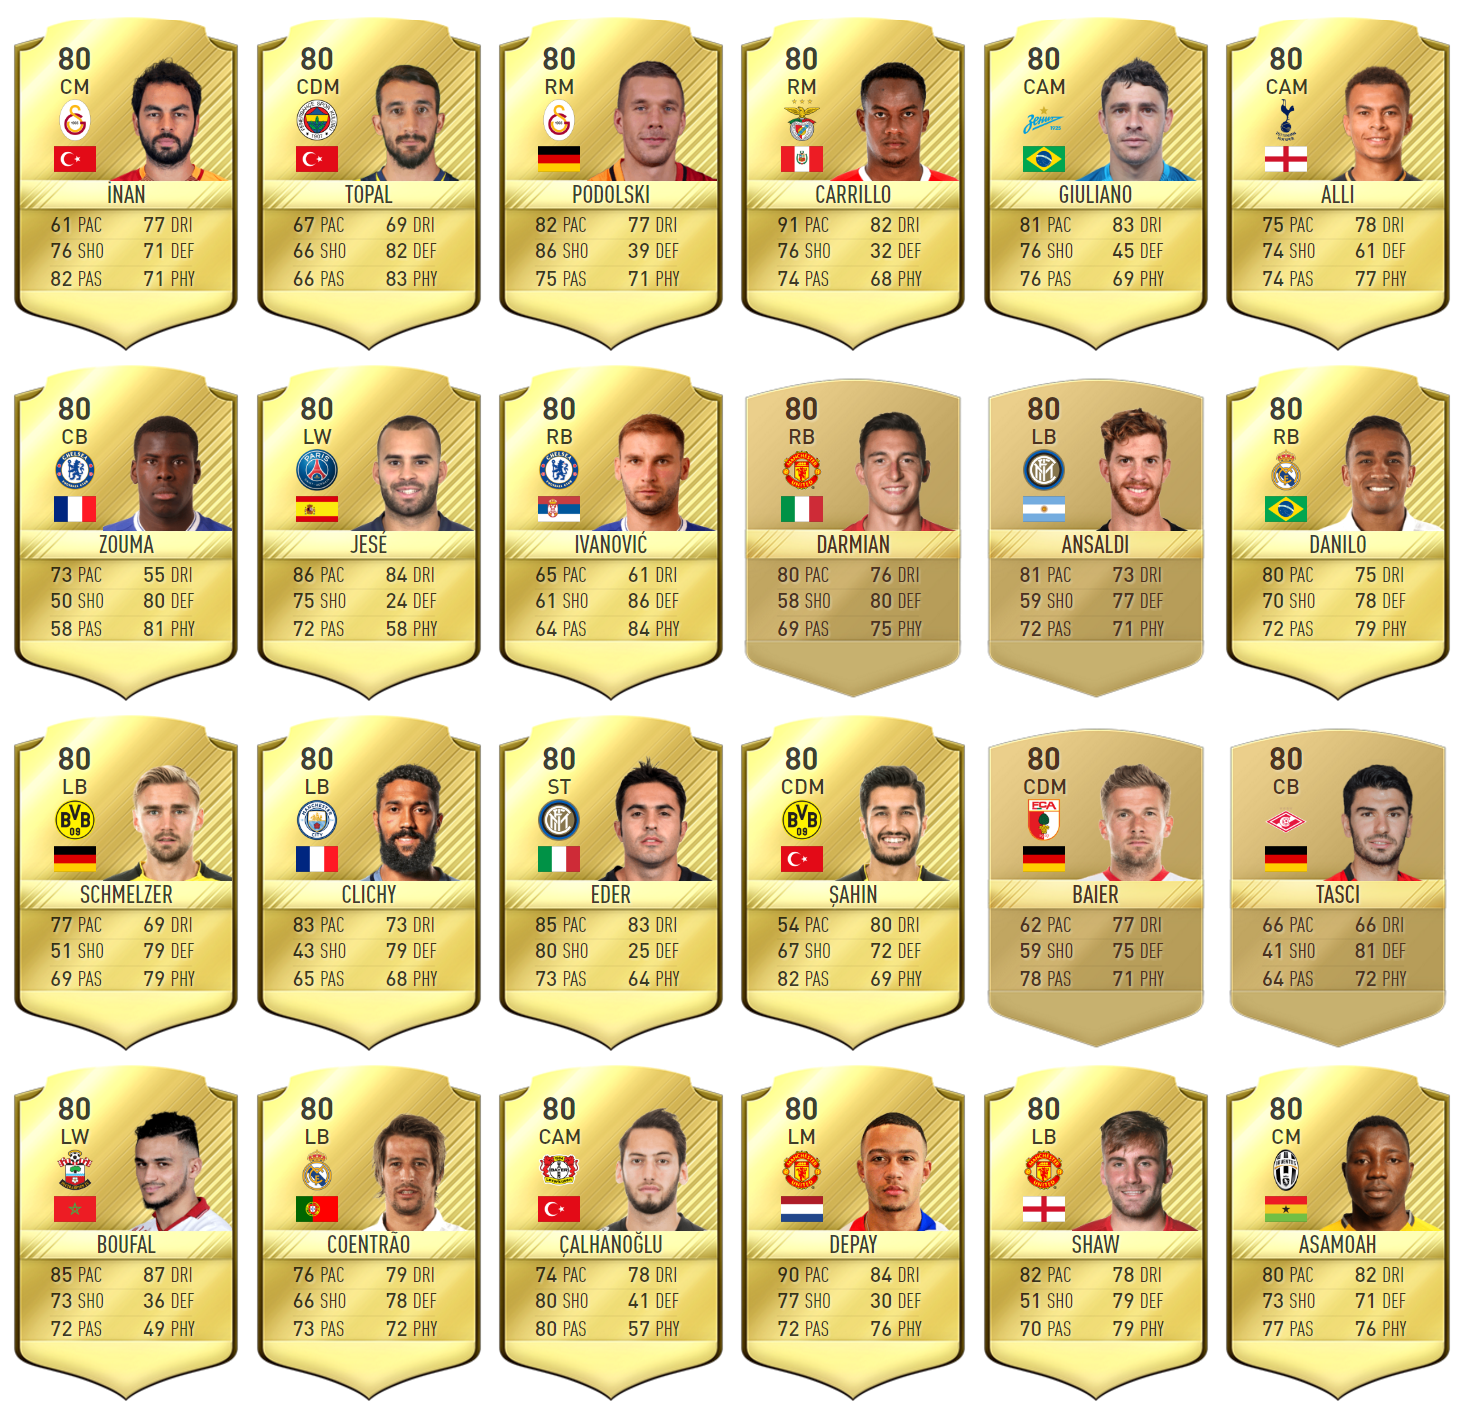 80 CM
İNAN
61 PAC 77 DRI
76 SHO 71 DEF
82 PAS 71 PHY
80 CDM
TOPAL
67 PAC 69 DRI
66 SHO 82 DEF
66 PAS 83 PHY
80 RM
PODOLSKI
82 PAC 77 DRI
86 SHO 39 DEF
75 PAS 71 PHY
80 RM
CARRILLO
91 PAC 82 DRI
76 SHO 32 DEF
74 PAS 68 PHY
80 CAM
GIULIANO
81 PAC 83 DRI
76 SHO 45 DEF
76 PAS 69 PHY
80 CAM
ALLI
75 PAC 78 DRI
74 SHO 61 DEF
74 PAS 77 PHY
80 CB
ZOUMA
73 PAC 55 DRI
50 SHO 80 DEF
58 PAS 81 PHY
80 LW
PARIS
JESÉ
86 PAC 84 DRI
75 SHO 24 DEF
72 PAS 58 PHY
80 RB
IVANOVIĆ
65 PAC 61 DRI
61 SHO 86 DEF
64 PAS 84 PHY
80 RB
DARMIAN
80 PAC 76 DRI
58 SHO 80 DEF
69 PAS 75 PHY
80 LB
ANSALDI
81 PAC 73 DRI
59 SHO 77 DEF
72 PAS 71 PHY
80 RB
DANILO
80 PAC 75 DRI
70 SHO 78 DEF
72 PAS 79 PHY
80 LB
BVB 09
SCHMELZER
77 PAC 69 DRI
51 SHO 79 DEF
69 PAS 79 PHY
80 LB
CLICHY
83 PAC 73 DRI
43 SHO 79 DEF
65 PAS 68 PHY
80 ST
EDER
85 PAC 83 DRI
80 SHO 25 DEF
73 PAS 64 PHY
80 CDM
BVB 09
ŞAHIN
54 PAC 80 DRI
67 SHO 72 DEF
82 PAS 69 PHY
80 CDM
FCA
BAIER
62 PAC 77 DRI
59 SHO 75 DEF
78 PAS 71 PHY
80 CB
TASCI
66 PAC 66 DRI
41 SHO 81 DEF
64 PAS 72 PHY
80 LW
BOUFAL
85 PAC 87 DRI
73 SHO 36 DEF
72 PAS 49 PHY
80 LB
COENTRÃO
76 PAC 79 DRI
66 SHO 78 DEF
73 PAS 72 PHY
80 CAM
ÇALHANOĞLU
74 PAC 78 DRI
80 SHO 41 DEF
80 PAS 57 PHY
80 LM
DEPAY
90 PAC 84 DRI
77 SHO 30 DEF
72 PAS 76 PHY
80 LB
SHAW
82 PAC 78 DRI
51 SHO 79 DEF
70 PAS 79 PHY
80 CM
ASAMOAH
80 PAC 82 DRI
73 SHO 71 DEF
77 PAS 76 PHY